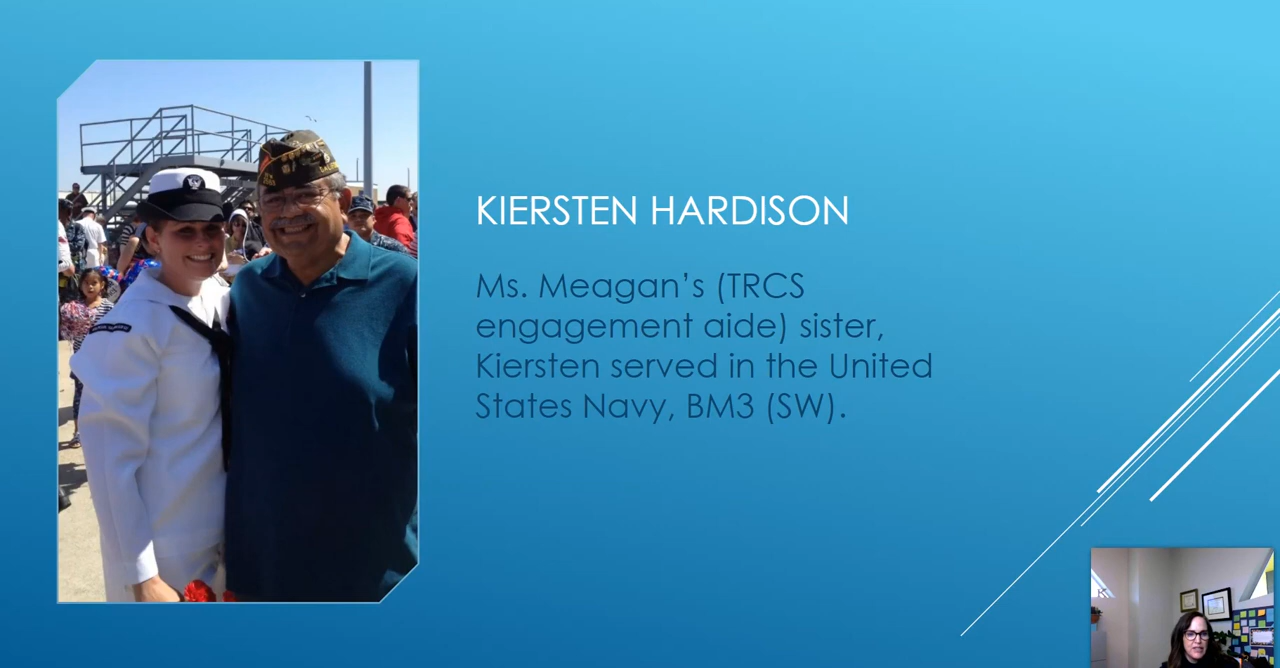 KIERSTEN HARDISON
Ms. Meagan's (TRCS
engagement aide) sister,
Kiersten served in the United
States Navy, BM3 (SW).